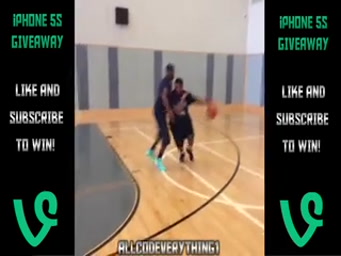 iPHONE 5S
GIVEAWAY
LIKE AND
SUBSCRIBE
TO WIN!
iPHONE 5S
GIVEAWAY
LIKE AND
SUBSCRIBE
TO WIN!
ALLCODEVERYTHING1